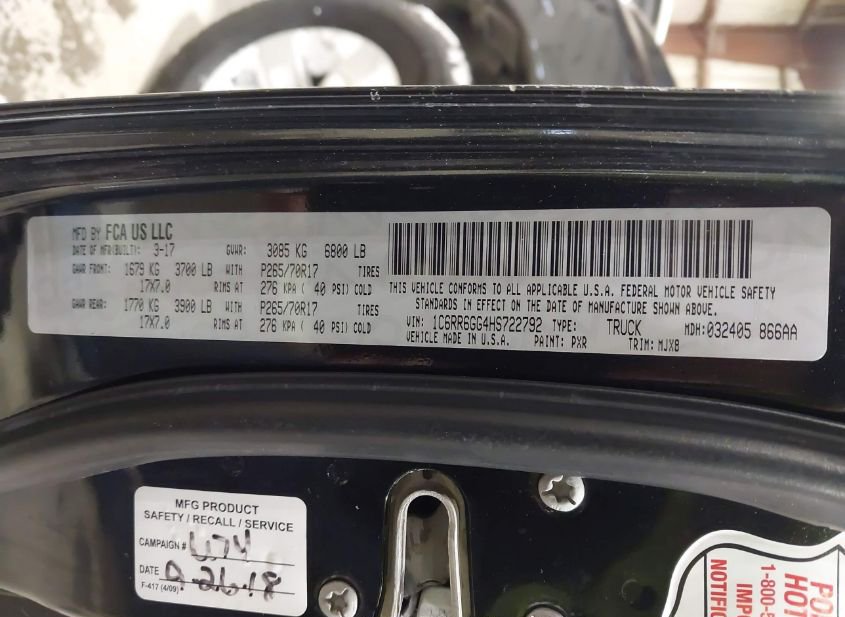 MFD BY FCA US LLC
DATE OF MFR(BUILT): 3-17 GVWR: 3085 KG 6800 LB
GAWR FRONT: 1679 KG 3700 LB WITH P265/70R17 TIRES
17X7.0 RIMS AT 276 KPA ( 40 PSI) COLD
GAWR REAR: 1770 KG 3900 LB WITH P265/70R17 TIRES
17X7.0 RIMS AT 276 KPA ( 40 PSI) COLD
THIS VEHICLE CONFORMS TO ALL APPLICABLE U.S.A. FEDERAL MOTOR VEHICLE SAFETY
STANDARDS IN EFFECT ON THE DATE OF MANUFACTURE SHOWN ABOVE.
VIN: 1C6RR6GG4HS722792 TYPE: TRUCK MDH:032405 866AA
VEHICLE MADE IN U.S.A. PAINT: PXR TRIM: MJX8
MFG PRODUCT
SAFETY / RECALL / SERVICE
CAMPAIGN #
DATE 9-26-18
F-417 (4/09)
HOT
1-800-
NOTIFIC